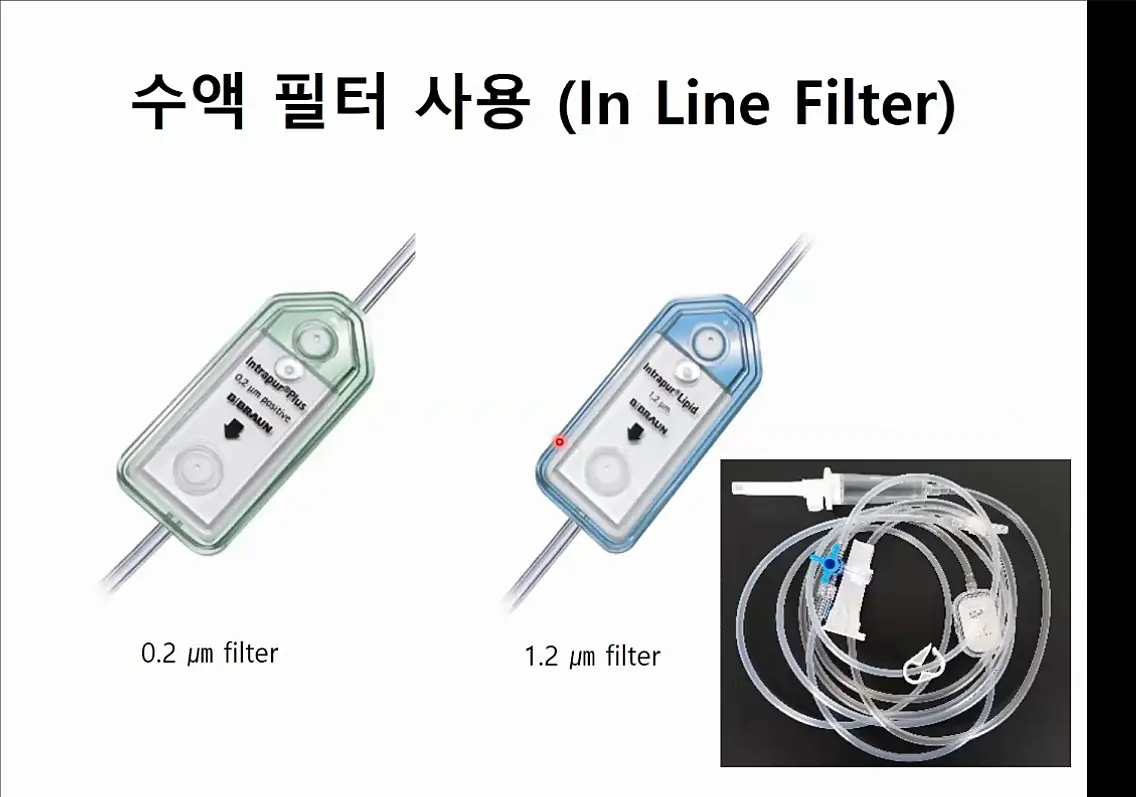 수액 필터 사용 (In Line Filter)
Intrapur®Plus
0.2 µm positive
B|BRAUN
Intrapur®Lipid
1.2 µm
B|BRAUN
0.2 ㎛ filter
1.2 ㎛ filter